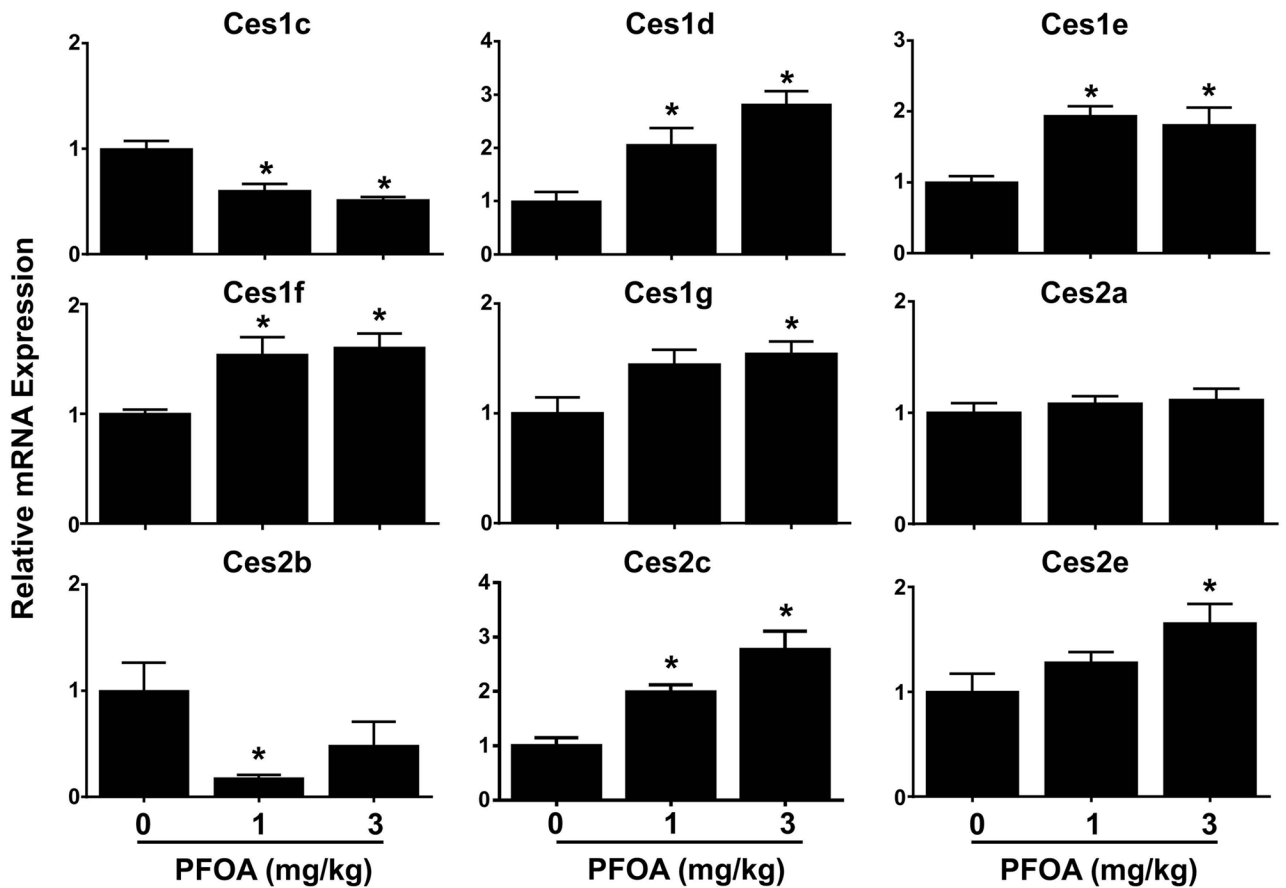 Relative mRNA Expression
Ces1c
2
1
0
*
*
Ces1d
4
3
2
1
0
*
*
Ces1e
3
2
1
0
*
*
Ces1f
2
1
0
*
*
Ces1g
2
1
0
*
Ces2a
2
1
0
Ces2b
2
1
0
*
0 1 3
PFOA (mg/kg)
Ces2c
4
3
2
1
0
*
*
0 1 3
PFOA (mg/kg)
Ces2e
2
1
0
*
0 1 3
PFOA (mg/kg)